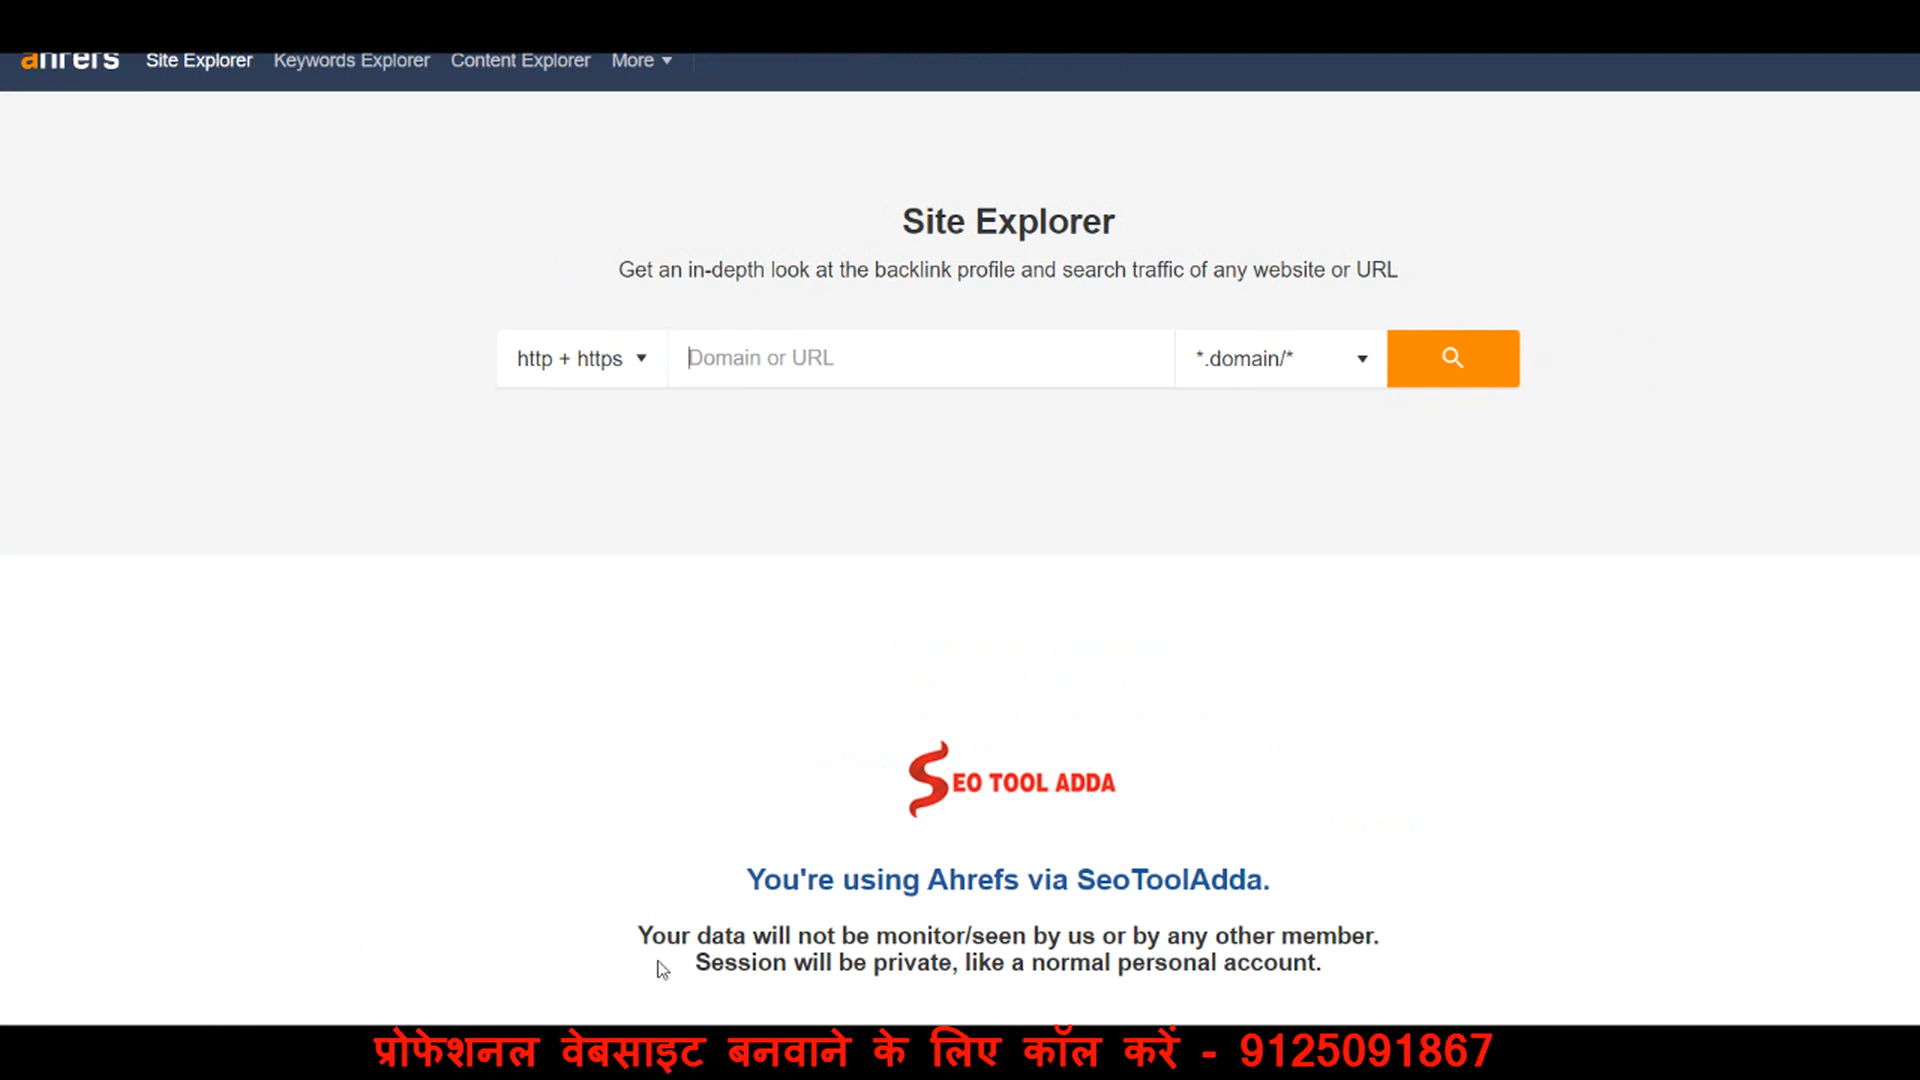 ahrefs Site Explorer Keywords Explorer Content Explorer More
Site Explorer
Get an in-depth look at the backlink profile and search traffic of any website or URL
http + https Domain or URL *.domain/*
SEO TOOL ADDA
You're using Ahrefs via SeoToolAdda.
Your data will not be monitor/seen by us or by any other member.
Session will be private, like a normal personal account.
प्रोफेशनल वेबसाइट बनवाने के लिए कॉल करें - 9125091867